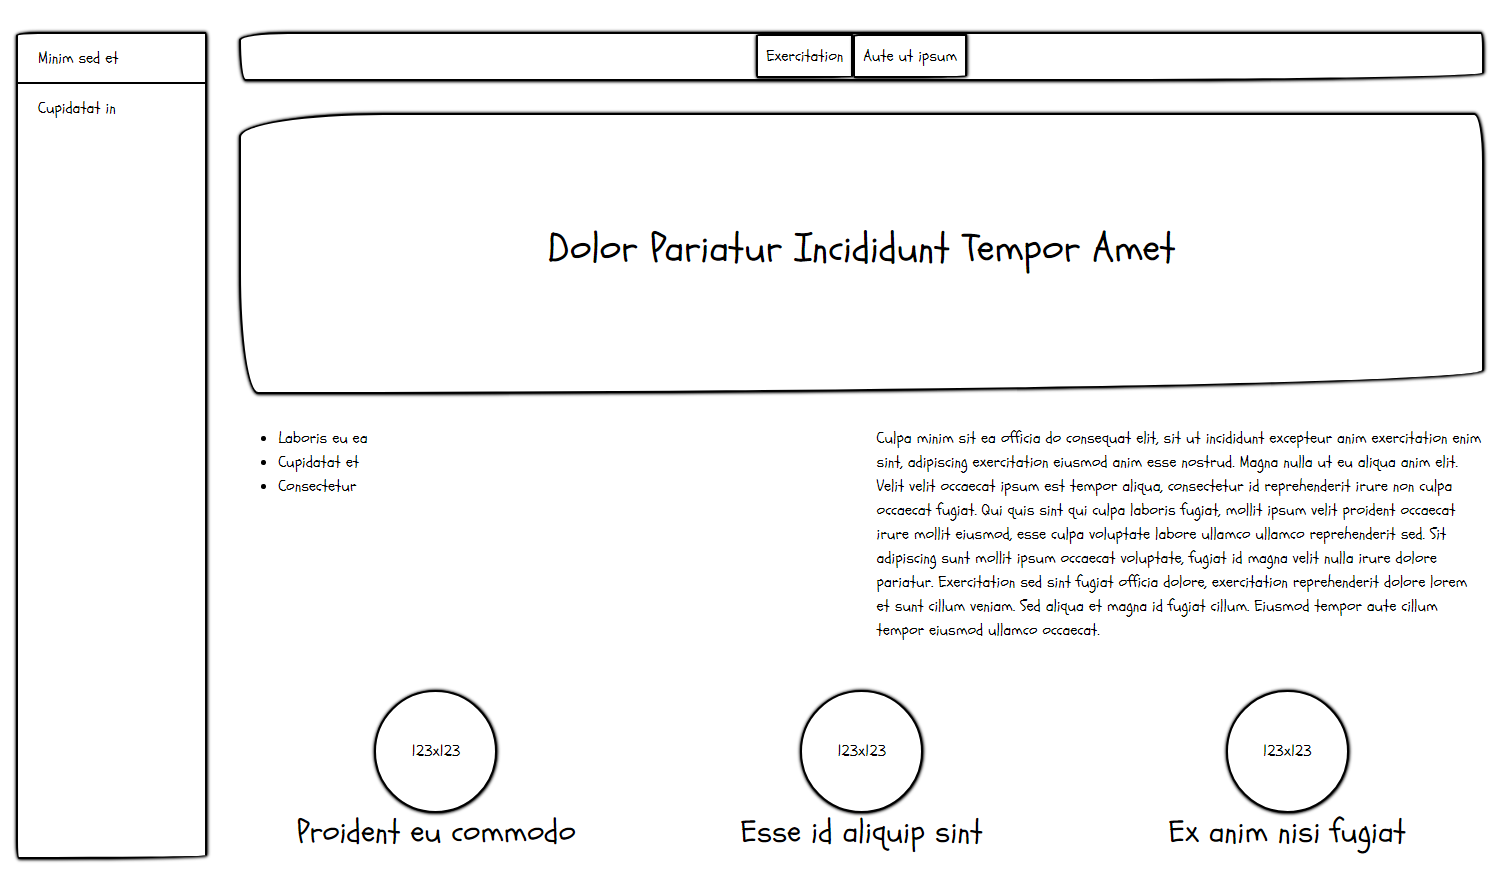 Minim sed et
Cupidatat in
Exercitation
Aute ut ipsum
Dolor Pariatur Incididunt Tempor Amet
Laboris eu ea
Cupidatat et
Consectetur
Culpa minim sit ea officia do consequat elit, sit ut incididunt excepteur anim exercitation enim
sint, adipiscing exercitation eiusmod anim esse nostrud. Magna nulla ut eu aliqua anim elit.
Velit velit occaecat ipsum est tempor aliqua, consectetur id reprehenderit irure non culpa
occaecat fugiat. Qui quis sint qui culpa laboris fugiat, mollit ipsum velit proident occaecat
irure mollit eiusmod, esse culpa voluptate labore ullamco ullamco reprehenderit sed. Sit
adipiscing sunt mollit ipsum occaecat voluptate, fugiat id magna velit nulla irure dolore
pariatur. Exercitation sed sint fugiat officia dolore, exercitation reprehenderit dolore lorem
et sunt cillum veniam. Sed aliqua et magna id fugiat cillum. Eiusmod tempor aute cillum
tempor eiusmod ullamco occaecat.
123x123
Proident eu commodo
123x123
Esse id aliquip sint
123x123
Ex anim nisi fugiat